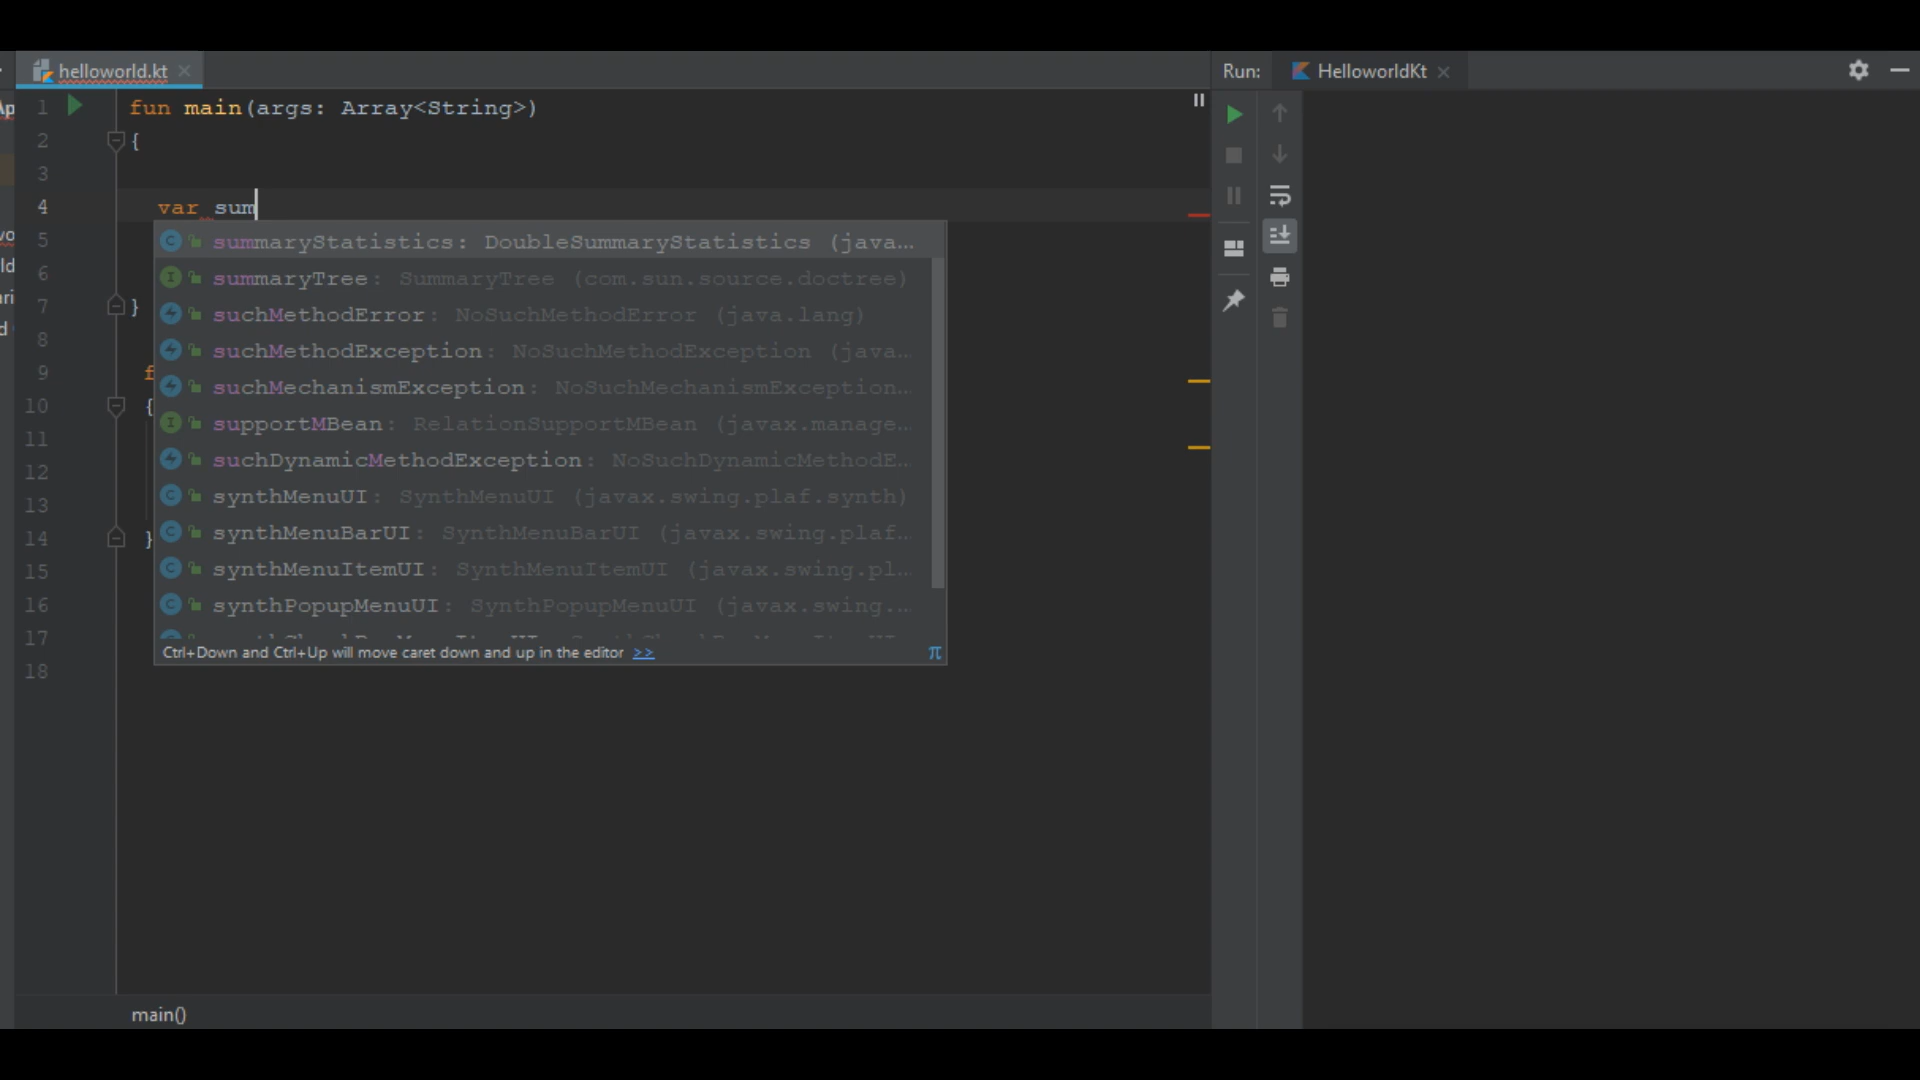 helloworld.kt
Run: HelloworldKt
1 fun main(args: Array<String>)
2 {
3
4 var sum
5
6
7 }
8
9 f
10 {
11
12
13
14 }
15
16
17
18
summaryStatistics: DoubleSummaryStatistics (java...
summaryTree: SummaryTree (com.sun.source.doctree)
suchMethodError: NoSuchMethodError (java.lang)
suchMethodException: NoSuchMethodException (java...
suchMechanismException: NoSuchMechanismException...
supportMBean: RelationSupportMBean (javax.manage...
suchDynamicMethodException: NoSuchDynamicMethodE...
synthMenuUI: SynthMenuUI (javax.swing.plaf.synth)
synthMenuBarUI: SynthMenuBarUI (javax.swing.plaf...
synthMenuItemUI: SynthMenuItemUI (javax.swing.pl...
synthPopupMenuUI: SynthPopupMenuUI (javax.swing....
Ctrl+Down and Ctrl+Up will move caret down and up in the editor >> π
main()